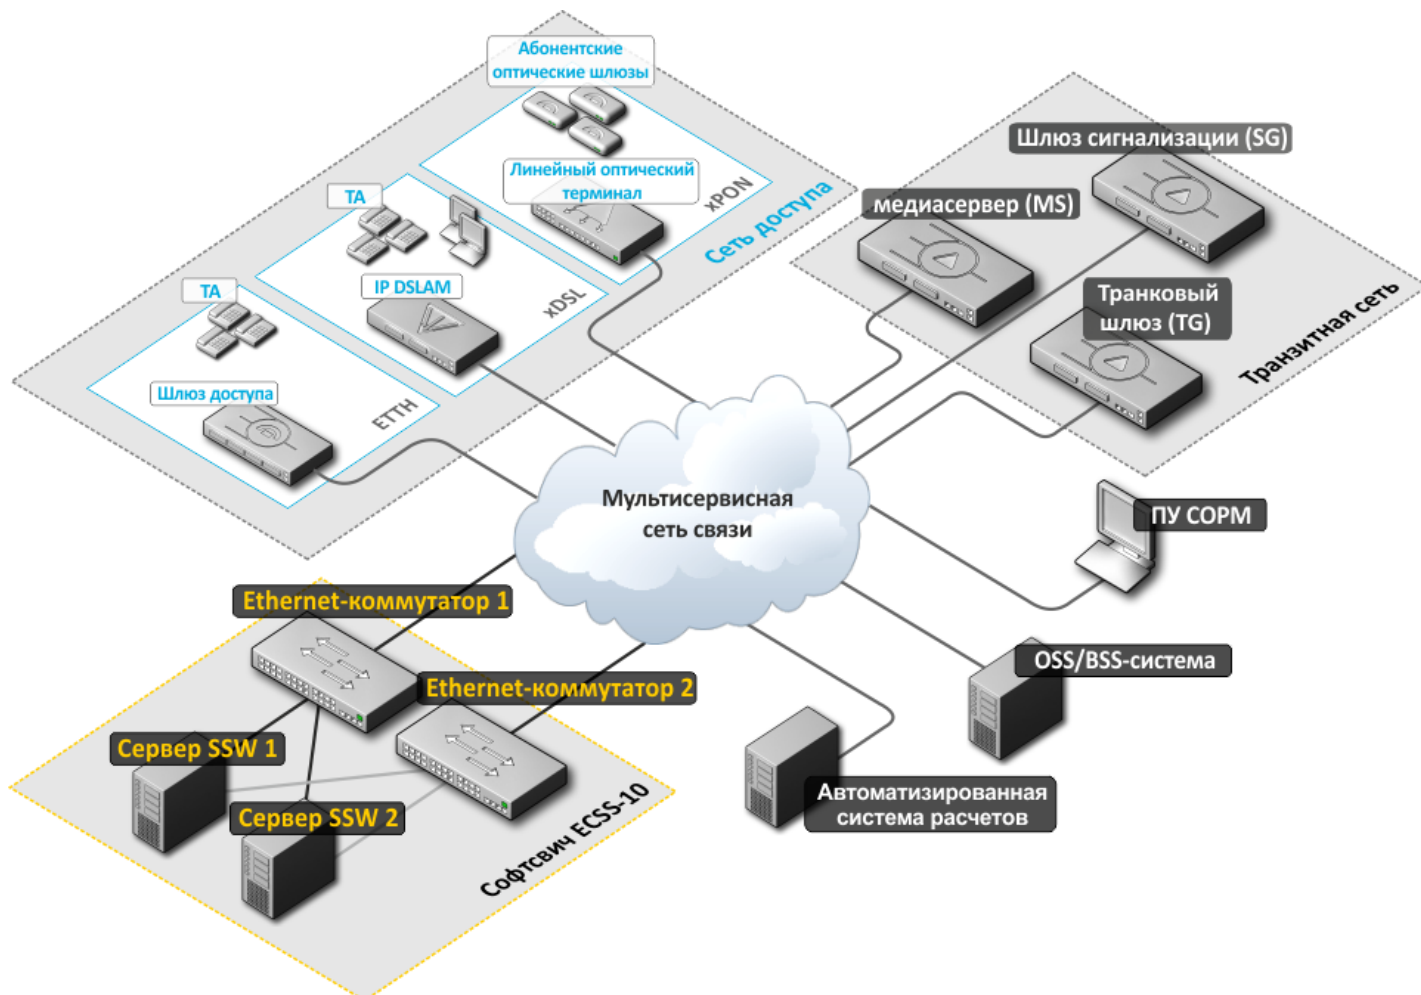 Абонентские
оптические шлюзы
Линейный оптический
терминал
xPON
Сеть доступа
ТА
IP DSLAM
xDSL
ТА
Шлюз доступа
ETTH
Шлюз сигнализации (SG)
медиасервер (MS)
Транковый
шлюз (TG)
Транзитная сеть
Мультисервисная
сеть связи
ПУ СОРМ
OSS/BSS-система
Автоматизированная
система расчетов
Ethernet-коммутатор 1
Ethernet-коммутатор 2
Сервер SSW 1
Сервер SSW 2
Софтсвич ECSS-10